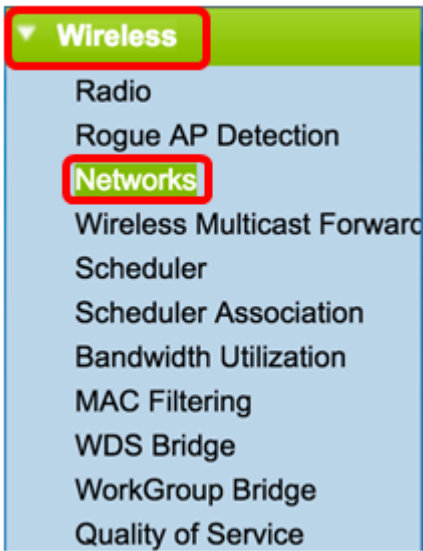 Wireless
Radio
Rogue AP Detection
Networks
Wireless Multicast Forward
Scheduler
Scheduler Association
Bandwidth Utilization
MAC Filtering
WDS Bridge
WorkGroup Bridge
Quality of Service